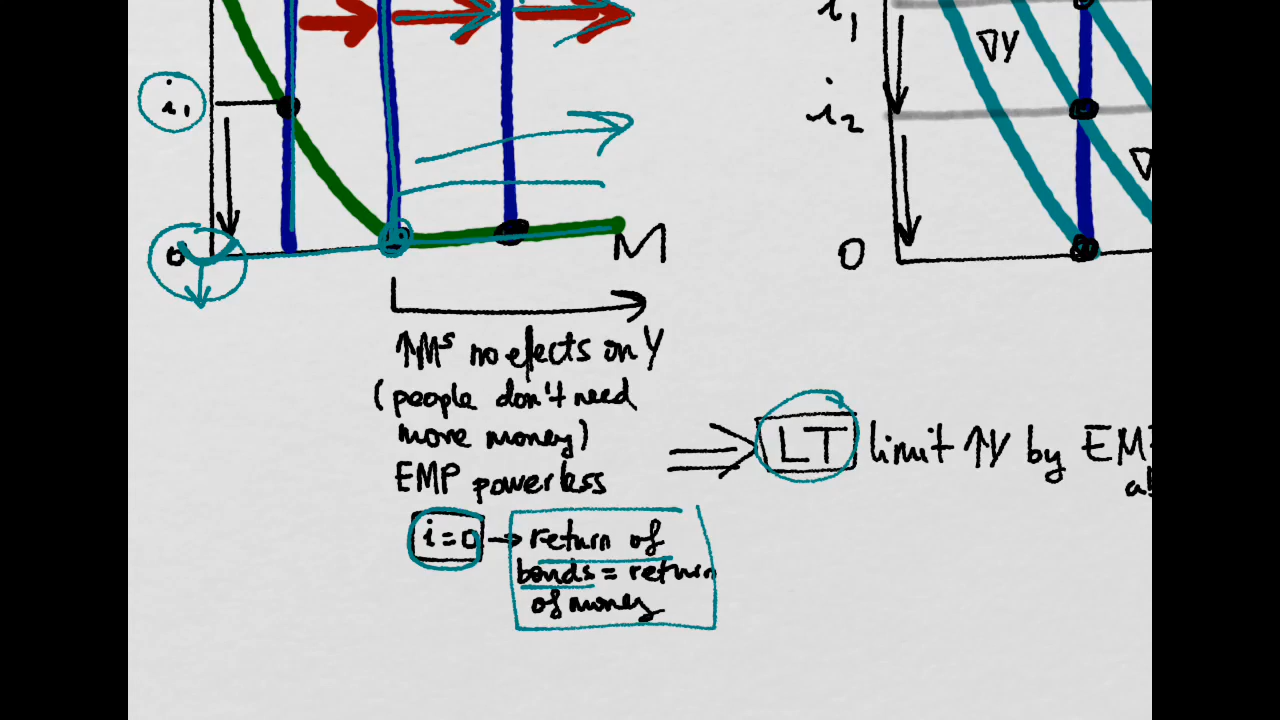 i1
∇Y
i2
∇
i1
0
M
0
↑Mˢ no efects on Y
(people don't need
more money)
EMP powerless
⇒ LT limit ↑Y by EM
i=0 → return of
bonds = return
of money